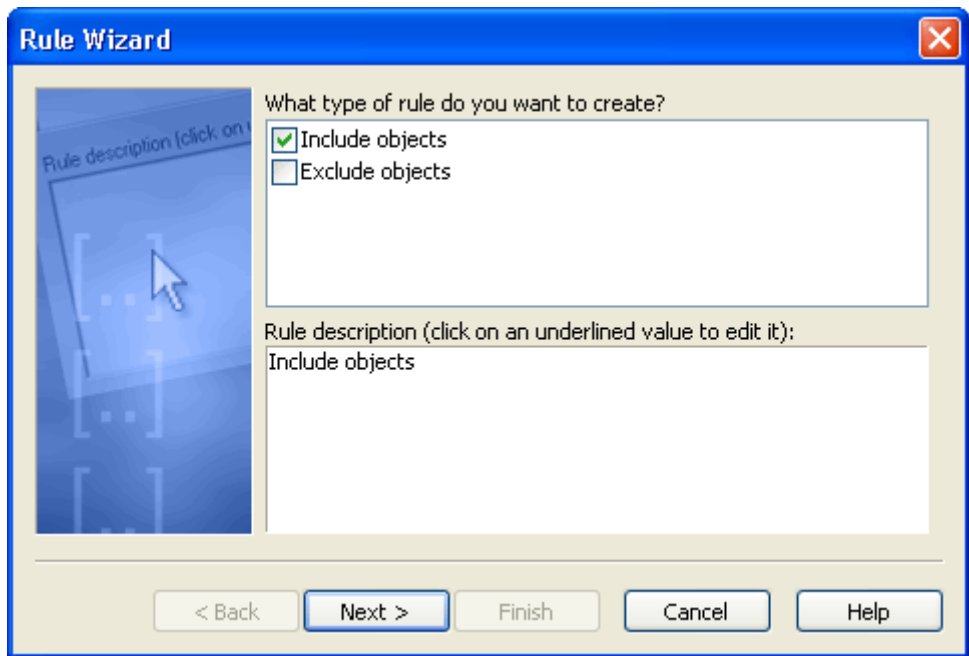 Rule Wizard
What type of rule do you want to create?
Include objects
Exclude objects
Rule description (click on
[..]
[..]
[..]
Rule description (click on an underlined value to edit it):
Include objects
< Back
Next >
Finish
Cancel
Help